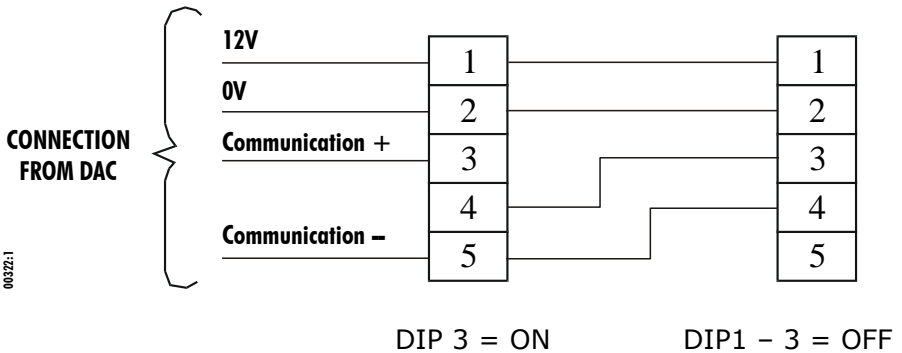 12V
0V
Communication +
Communication –
CONNECTION
FROM DAC
1
2
3
4
5
1
2
3
4
5
00322:1
DIP 3 = ON
DIP1 – 3 = OFF